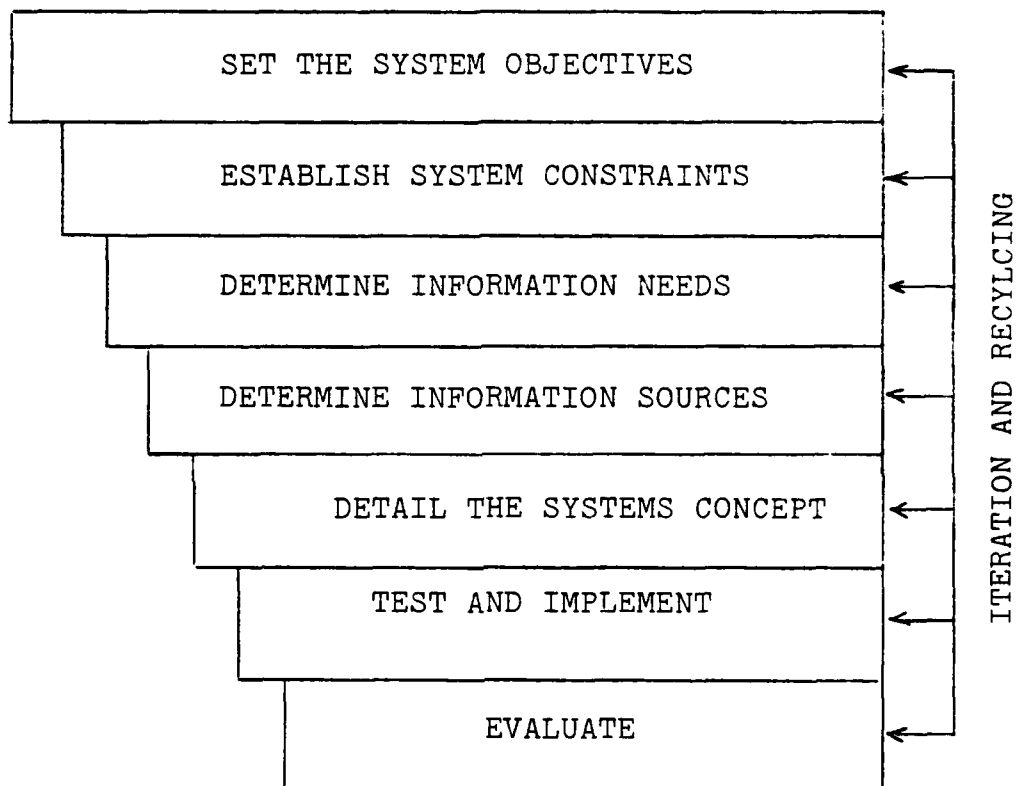 SET THE SYSTEM OBJECTIVES
ESTABLISH SYSTEM CONSTRAINTS
DETERMINE INFORMATION NEEDS
DETERMINE INFORMATION SOURCES
DETAIL THE SYSTEMS CONCEPT
TEST AND IMPLEMENT
EVALUATE
ITERATION AND RECYLCING